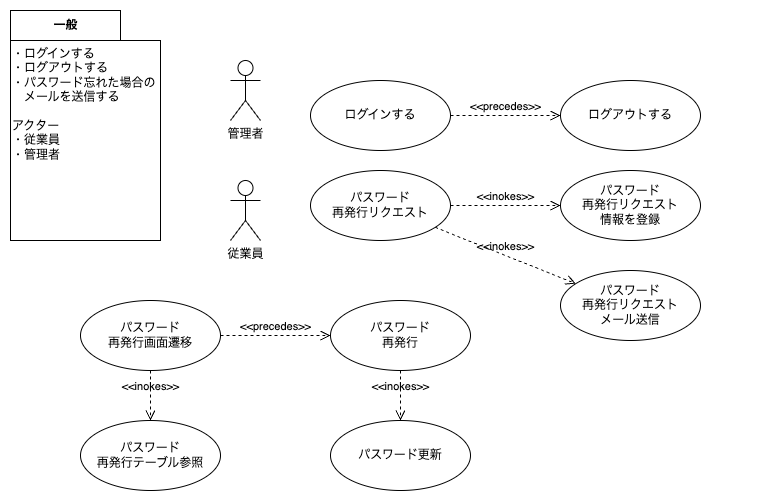 一般
・ログインする
・ログアウトする
・パスワード忘れた場合の
メールを送信する
アクター
・従業員
・管理者
管理者
従業員
ログインする
<<precedes>>
ログアウトする
パスワード
再発行リクエスト
<<inokes>>
パスワード
再発行リクエスト
情報を登録
<<inokes>>
パスワード
再発行リクエスト
メール送信
パスワード
再発行画面遷移
<<precedes>>
パスワード
再発行
<<inokes>>
<<inokes>>
パスワード
再発行テーブル参照
パスワード更新